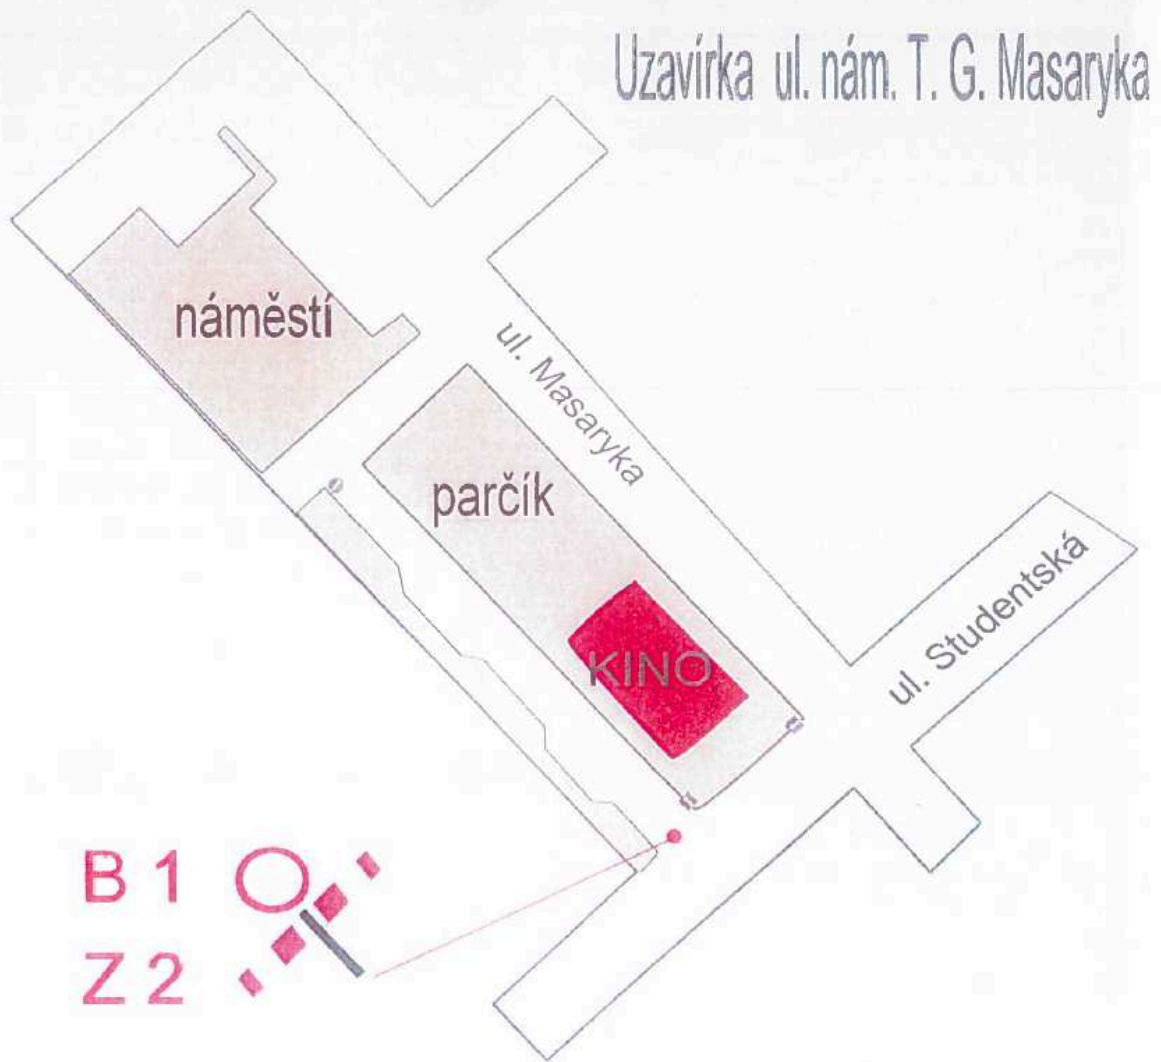 Uzavírka ul. nám. T. G. Masaryka
náměstí
ul. Masaryka
parčík
ul. Studentská
KINO
B 1
Z 2